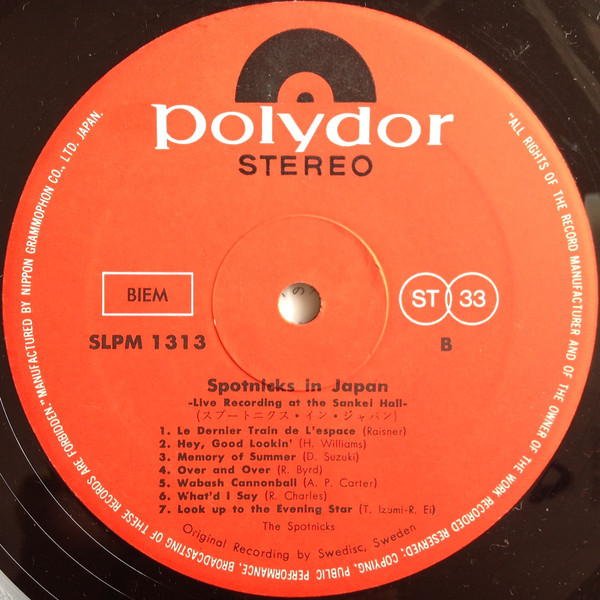 polydor
STEREO
BIEM
ST 33
SLPM 1313
B
Spotnicks in Japan
-Live Recording at the Sankei Hall-
(スプートニクス・イン・ジャパン)
1. Le Dernier Train de L'espace (Raisner)
2. Hey, Good Lookin' (H. Williams)
3. Memory of Summer (D. Suzuki)
4. Over and Over (R. Byrd)
5. Wabash Cannonball (A. P. Carter)
6. What'd I Say (R. Charles)
7. Look up to the Evening Star (T. Izumi-R. Ei)
The Spotnicks
Original Recording by Swedisc, Sweden
"ALL RIGHTS OF THE RECORD MANUFACTURER AND OF THE OWNER OF THE WORK RECORDED RESERVED; COPYING, PUBLIC PERFORMANCE, BROADCASTING OF THESE RECORDS ARE FORBIDDEN." MANUFACTURED BY NIPPON GRAMMOPHON CO., LTD. JAPAN.
の